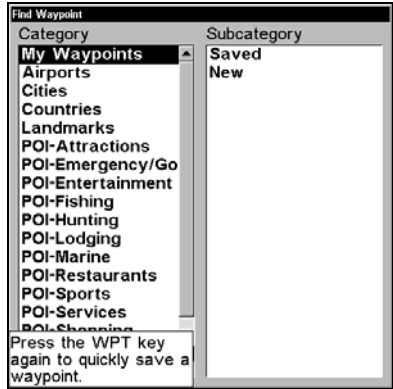 Find Waypoint
Category
My Waypoints
Airports
Cities
Countries
Landmarks
POI-Attractions
POI-Emergency/Go
POI-Entertainment
POI-Fishing
POI-Hunting
POI-Lodging
POI-Marine
POI-Restaurants
POI-Sports
POI-Services
POI-Shopping
Press the WPT key
again to quickly save a
waypoint.
Subcategory
Saved
New